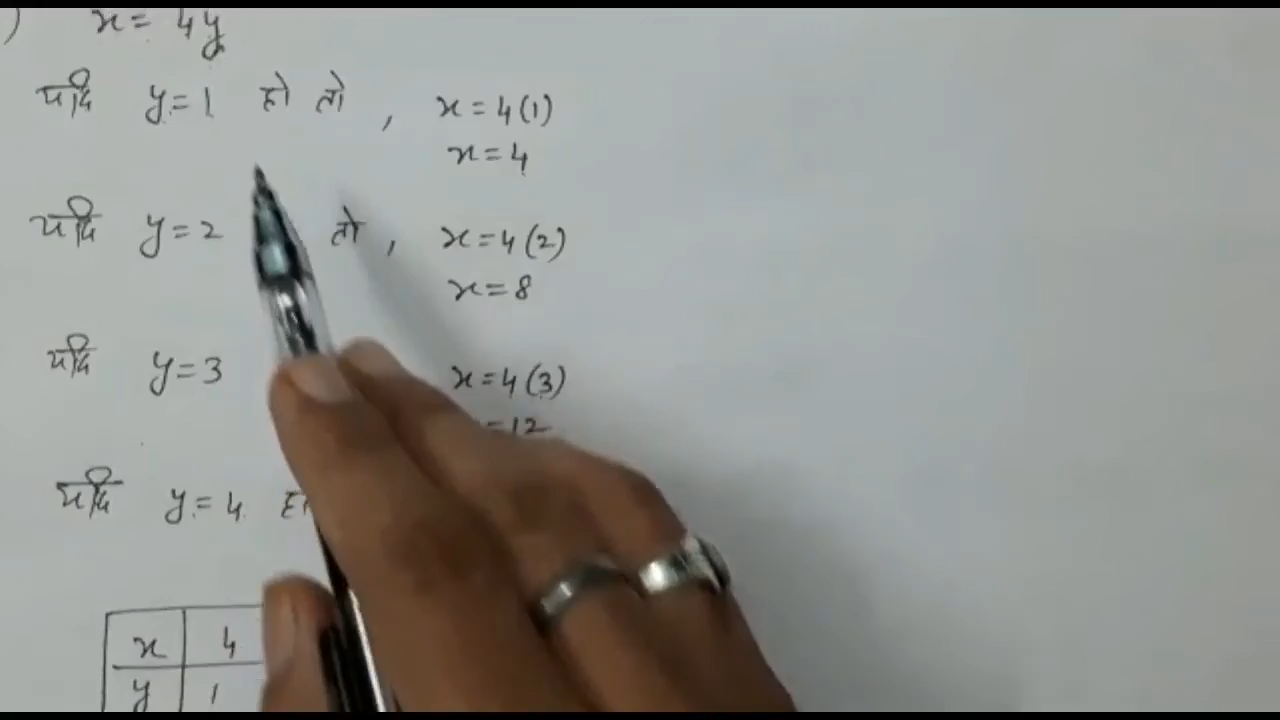 ) x = 4y
यदि y = 1 हो तो , x = 4(1)
x = 4
यदि y = 2 तो , x = 4(2)
x = 8
यदि y = 3 x = 4(3)
= 12
यदि y = 4
x 4
y 1